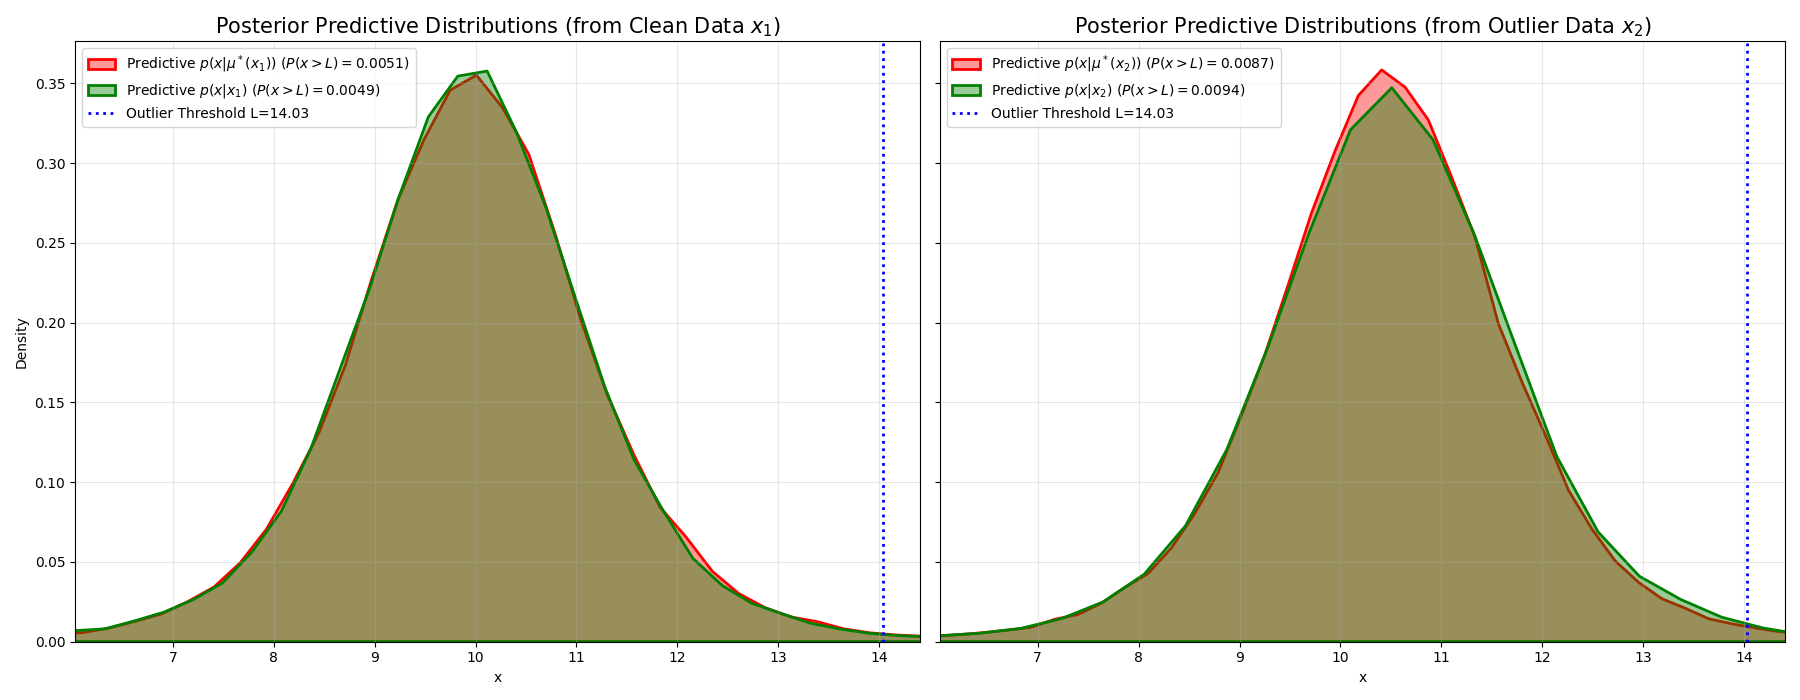 Posterior Predictive Distributions (from Clean Data x₁)
Predictive p(x|μ*(x₁)) (P(x > L) = 0.0051)
Predictive p(x|x₁) (P(x > L) = 0.0049)
Outlier Threshold L=14.03
Density
0.35
0.30
0.25
0.20
0.15
0.10
0.05
0.00
7 8 9 10 11 12 13 14
x
Posterior Predictive Distributions (from Outlier Data x₂)
Predictive p(x|μ*(x₂)) (P(x > L) = 0.0087)
Predictive p(x|x₂) (P(x > L) = 0.0094)
Outlier Threshold L=14.03
7 8 9 10 11 12 13 14
x